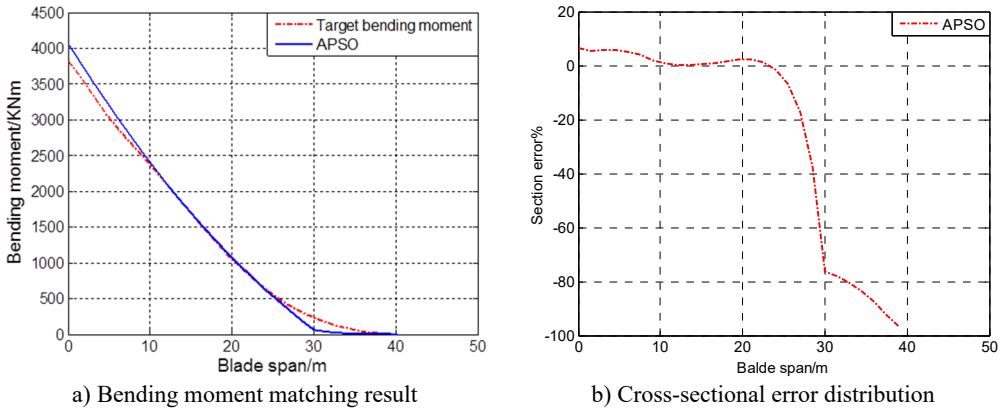 Target bending moment
APSO
4500
4000
3500
3000
2500
2000
1500
1000
500
0
Bending moment/KNm
0 10 20 30 40 50
Blade span/m
a) Bending moment matching result
APSO
20
0
-20
-40
-60
-80
-100
Section error%
0 10 20 30 40 50
Balde span/m
b) Cross-sectional error distribution